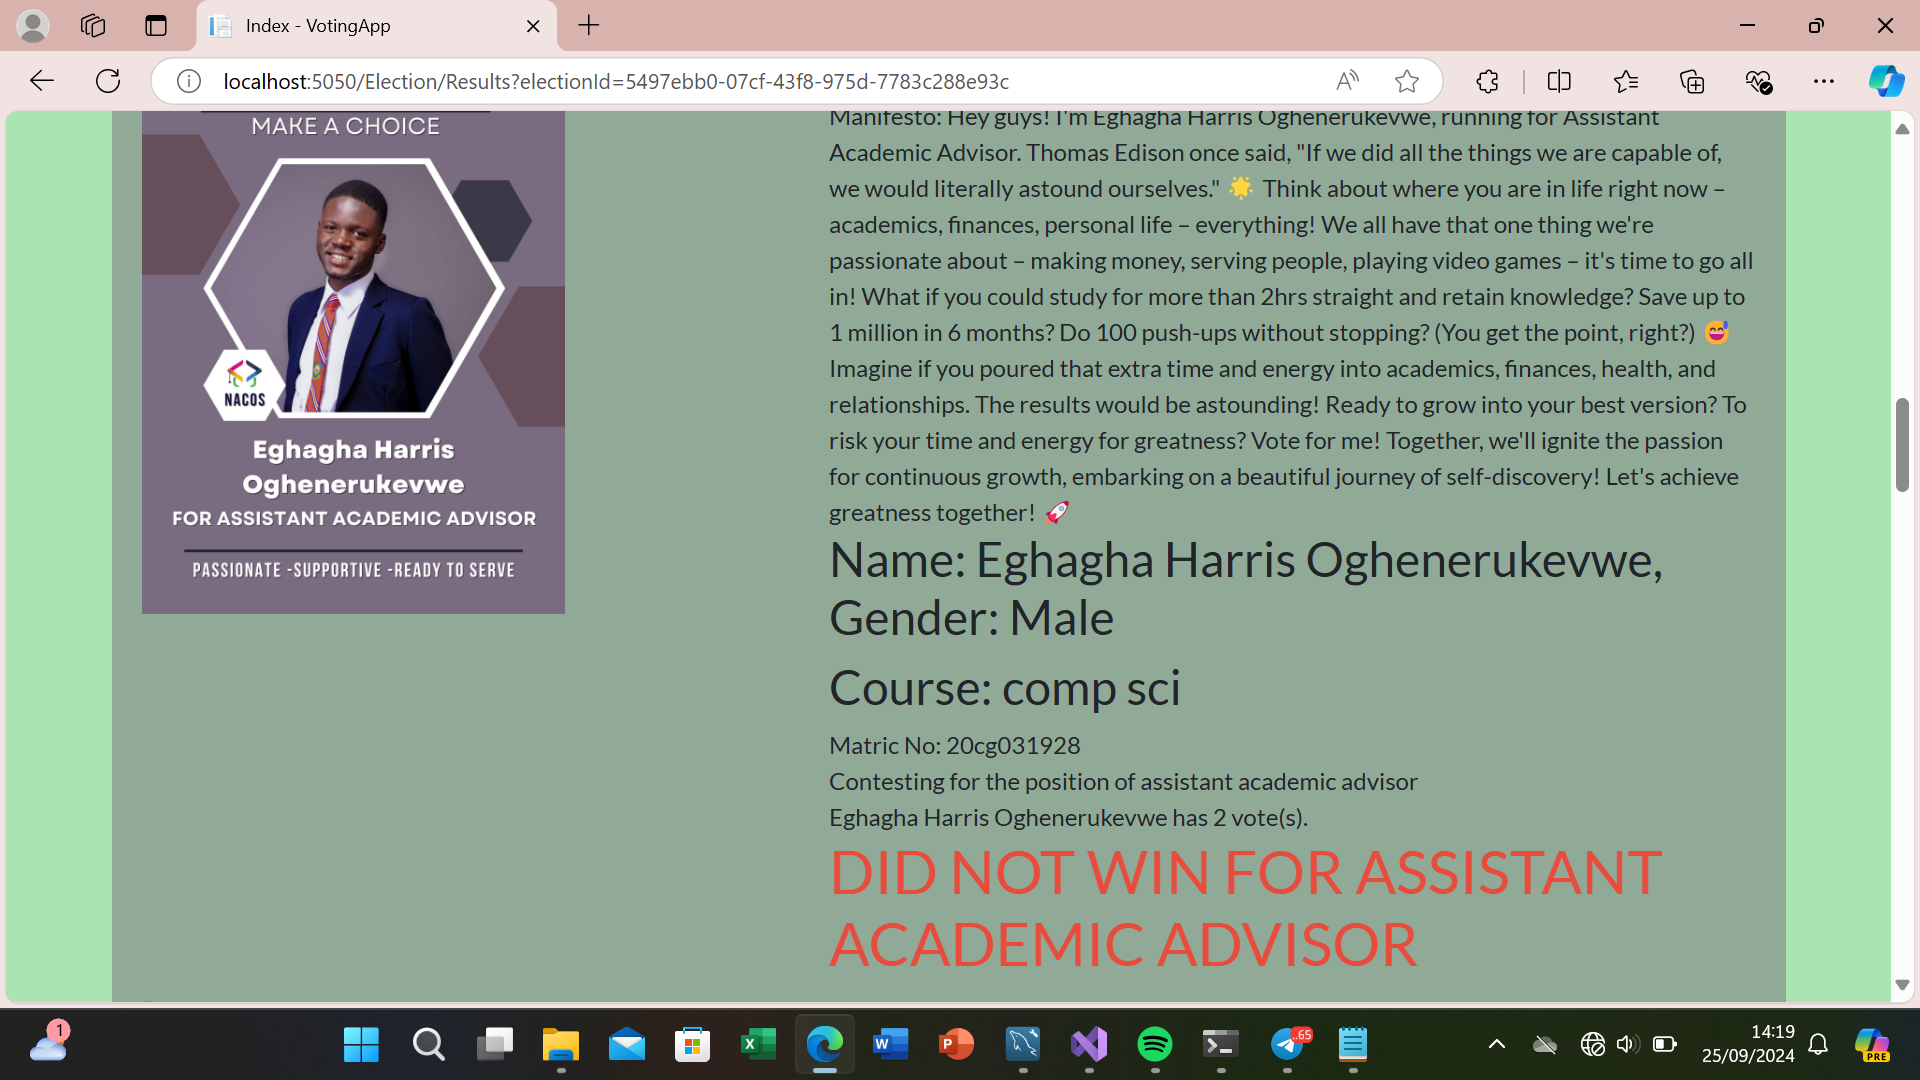 Index - VotingApp
localhost:5050/Election/Results?electionId=5497ebb0-07cf-43f8-975d-7783c288e93c
MAKE A CHOICE
NACOS
Eghagha Harris
Oghenerukevwe
FOR ASSISTANT ACADEMIC ADVISOR
PASSIONATE -SUPPORTIVE -READY TO SERVE
Manifesto: Hey guys! I'm Eghagha Harris Oghenerukevwe, running for Assistant
Academic Advisor. Thomas Edison once said, "If we did all the things we are capable of,
we would literally astound ourselves." 🌟 Think about where you are in life right now –
academics, finances, personal life – everything! We all have that one thing we're
passionate about – making money, serving people, playing video games – it's time to go all
in! What if you could study for more than 2hrs straight and retain knowledge? Save up to
1 million in 6 months? Do 100 push-ups without stopping? (You get the point, right?) 😅
Imagine if you poured that extra time and energy into academics, finances, health, and
relationships. The results would be astounding! Ready to grow into your best version? To
risk your time and energy for greatness? Vote for me! Together, we'll ignite the passion
for continuous growth, embarking on a beautiful journey of self-discovery! Let's achieve
greatness together! 🚀
Name: Eghagha Harris Oghenerukevwe,
Gender: Male
Course: comp sci
Matric No: 20cg031928
Contesting for the position of assistant academic advisor
Eghagha Harris Oghenerukevwe has 2 vote(s).
DID NOT WIN FOR ASSISTANT
ACADEMIC ADVISOR
1
65
14:19
25/09/2024
PRE